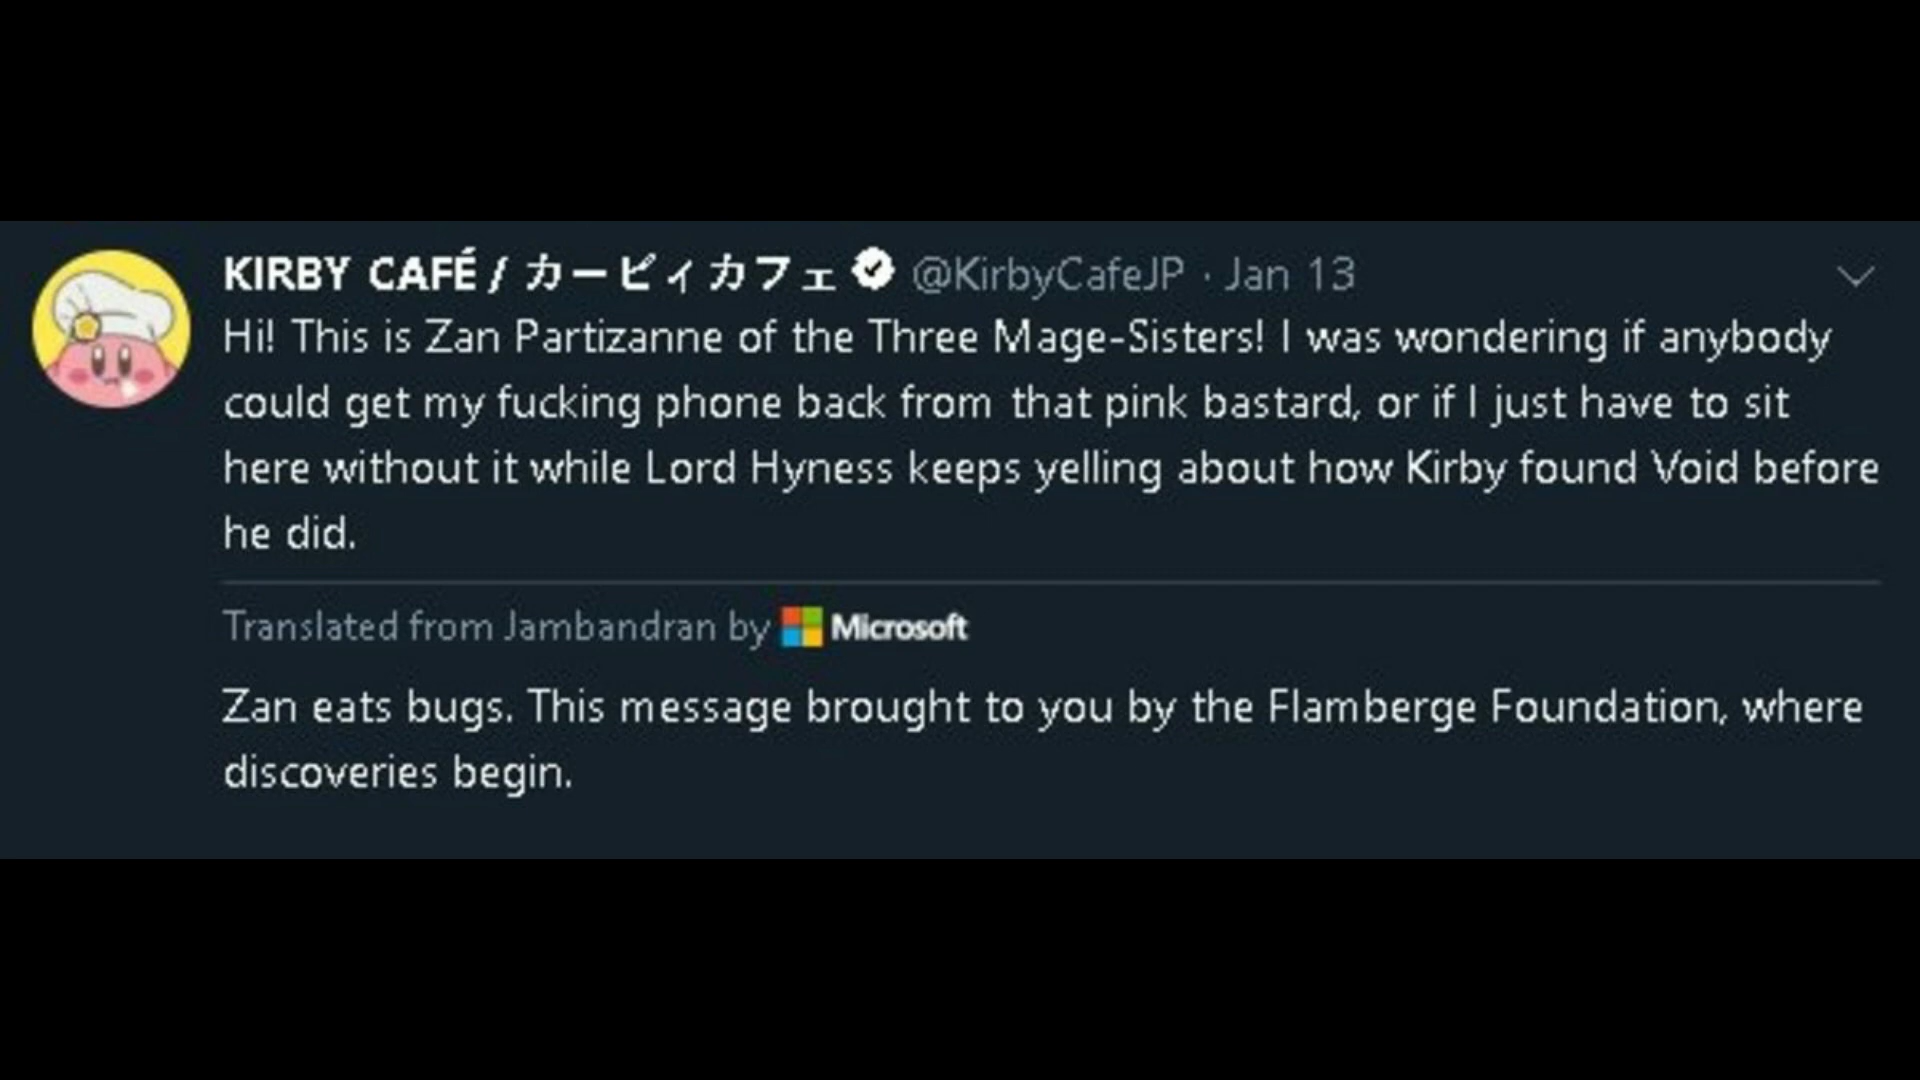 KIRBY CAFÉ / カービィカフェ @KirbyCafeJP · Jan 13
Hi! This is Zan Partizanne of the Three Mage-Sisters! I was wondering if anybody
could get my fucking phone back from that pink bastard, or if I just have to sit
here without it while Lord Hyness keeps yelling about how Kirby found Void before
he did.
Translated from Jambandran by Microsoft
Zan eats bugs. This message brought to you by the Flamberge Foundation, where
discoveries begin.